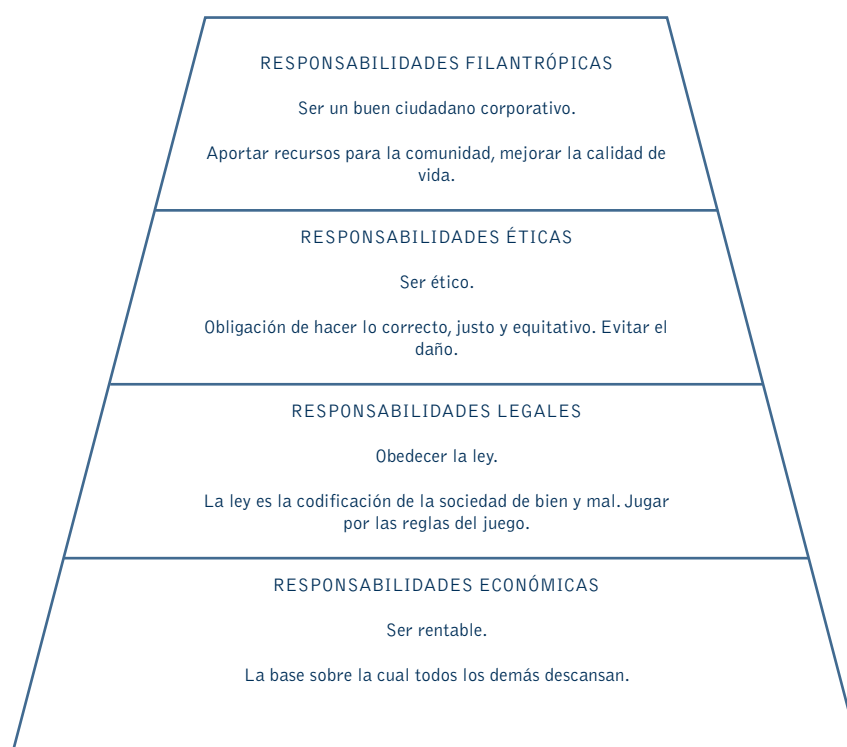 RESPONSABILIDADES FILANTRÓPICAS
Ser un buen ciudadano corporativo.
Aportar recursos para la comunidad, mejorar la calidad de
vida.
RESPONSABILIDADES ÉTICAS
Ser ético.
Obligación de hacer lo correcto, justo y equitativo. Evitar el
daño.
RESPONSABILIDADES LEGALES
Obedecer la ley.
La ley es la codificación de la sociedad de bien y mal. Jugar
por las reglas del juego.
RESPONSABILIDADES ECONÓMICAS
Ser rentable.
La base sobre la cual todos los demás descansan.